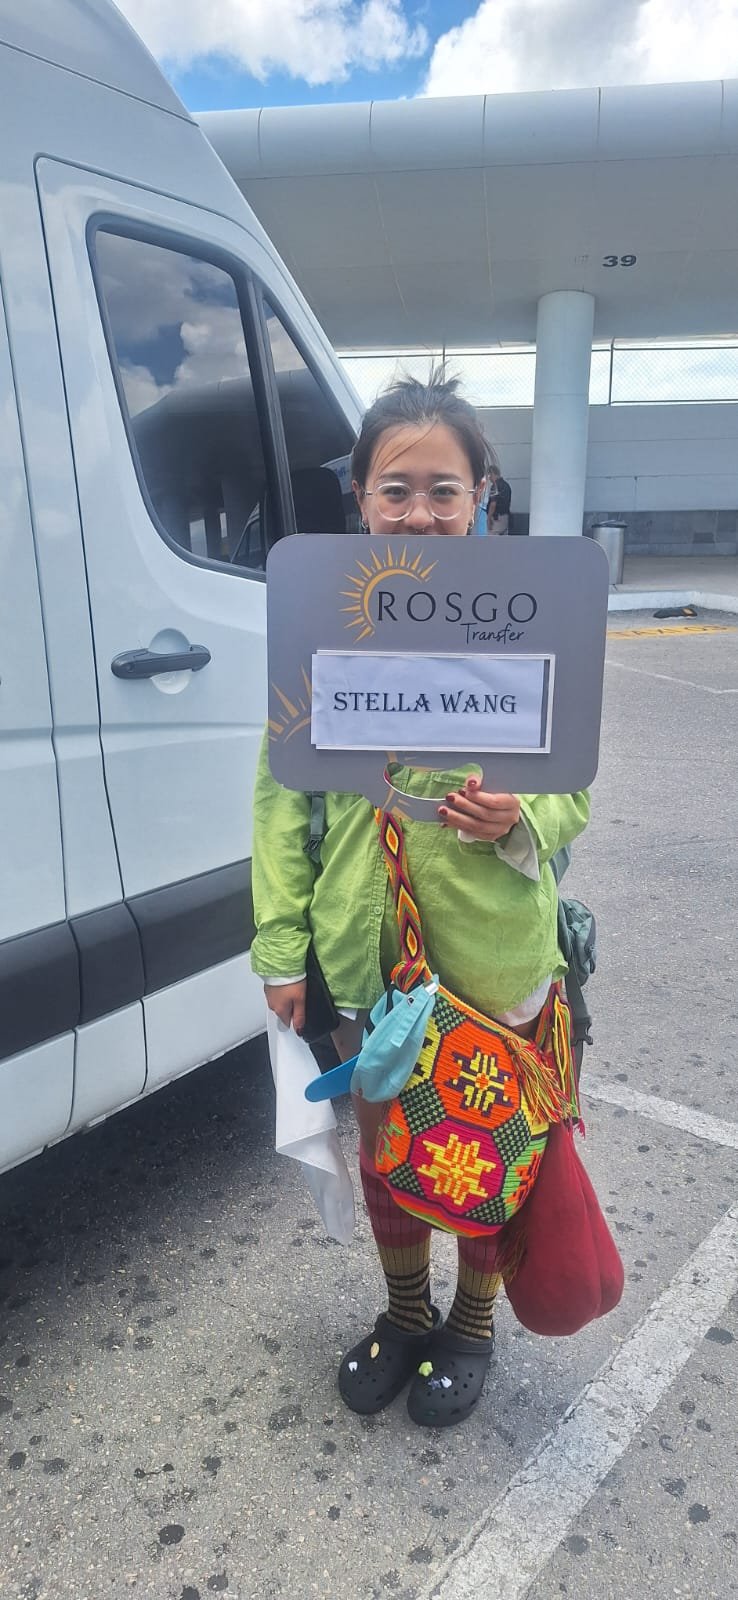 39
ROSGO
Transfer
STELLA WANG